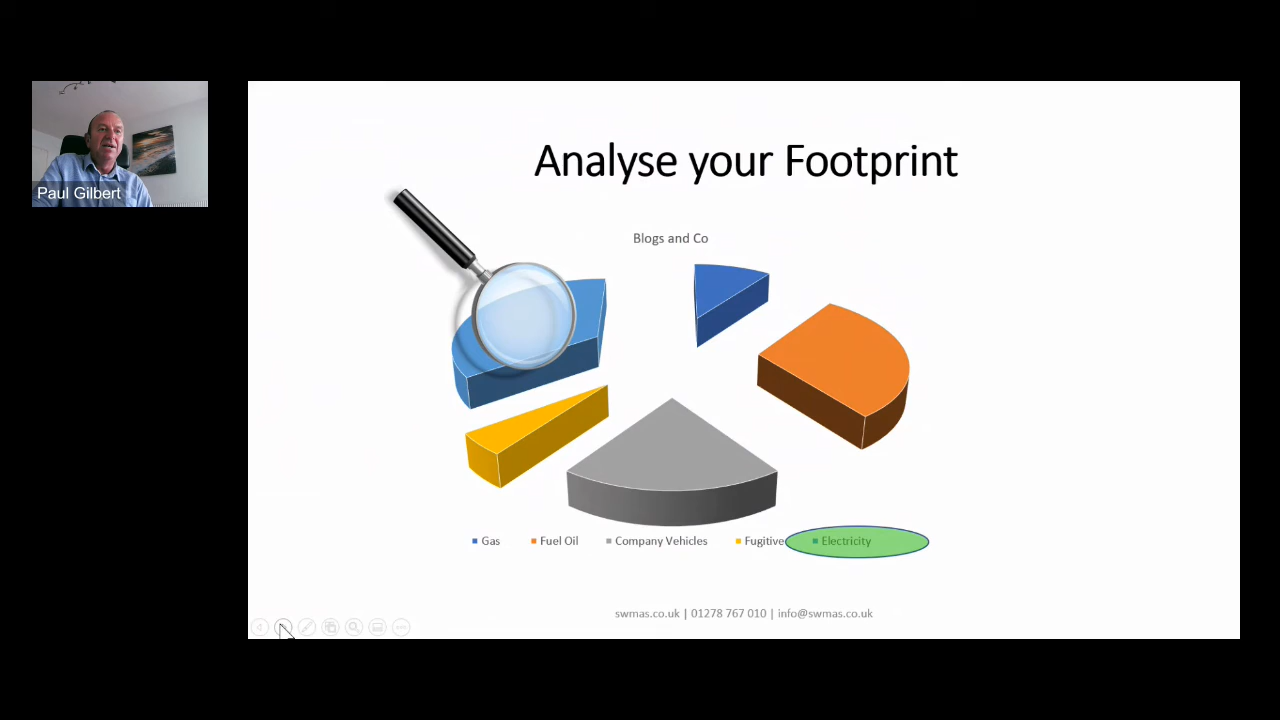 Paul Gilbert
Analyse your Footprint
Blogs and Co
Gas Fuel Oil Company Vehicles Fugitive Electricity
swmas.co.uk | 01278 767 010 | info@swmas.co.uk